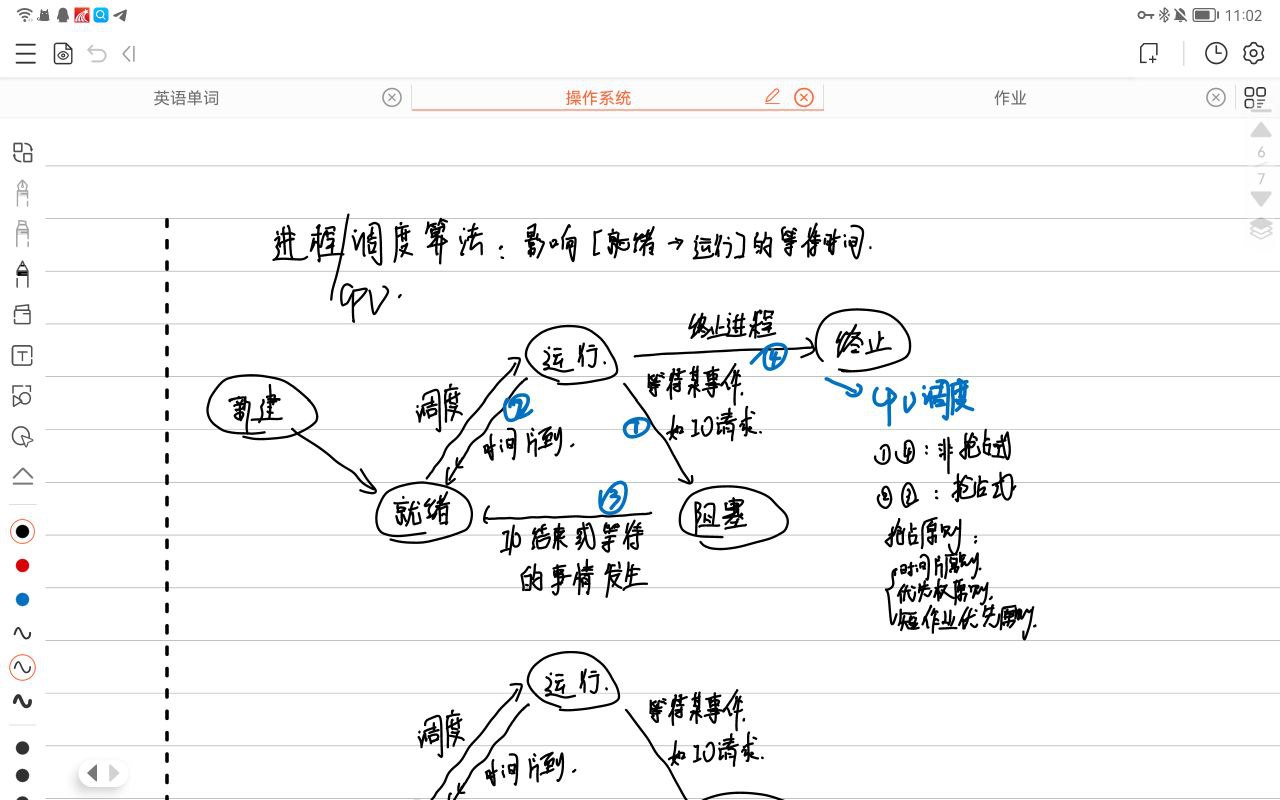 11:02
英语单词
操作系统
作业
6
7
进程/调度算法：影响[就绪→运行]的等待时间.
CPU.
终止进程
运行.
④
终止
新建
调度
②
时间片到.
等待某事件.
如IO请求.
①
CPU调度
①④：非抢占式
②③：抢占式
就绪
③
阻塞
IO结束或等待
的事情发生
抢占原则：
时间片原则.
优先权原则.
短作业优先原则.
运行.
调度
时间片到.
等待某事件.
如IO请求.